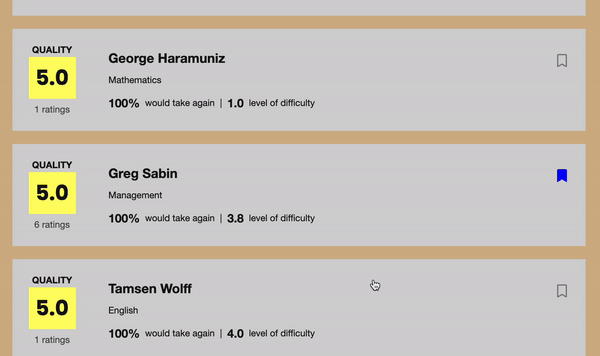 QUALITY
5.0
1 ratings
George Haramuniz
Mathematics
100% would take again | 1.0 level of difficulty
QUALITY
5.0
6 ratings
Greg Sabin
Management
100% would take again | 3.8 level of difficulty
QUALITY
5.0
1 ratings
Tamsen Wolff
English
100% would take again | 4.0 level of difficulty